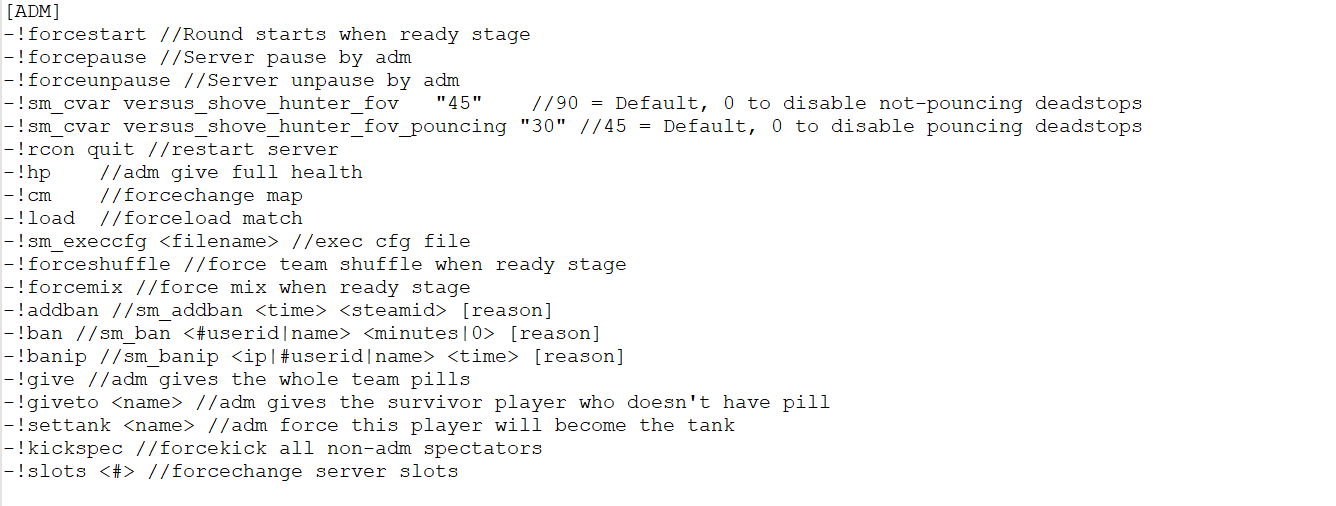 [ADM]
-!forcestart //Round starts when ready stage
-!forcepause //Server pause by adm
-!forceunpause //Server unpause by adm
-!sm_cvar versus_shove_hunter_fov   "45"    //90 = Default, 0 to disable not-pouncing deadstops
-!sm_cvar versus_shove_hunter_fov_pouncing "30" //45 = Default, 0 to disable pouncing deadstops
-!rcon quit //restart server
-!hp    //adm give full health
-!cm    //forcechange map
-!load  //forceload match
-!sm_execcfg <filename> //exec cfg file
-!forceshuffle //force team shuffle when ready stage
-!forcemix //force mix when ready stage
-!addban //sm_addban <time> <steamid> [reason]
-!ban //sm_ban <#userid|name> <minutes|0> [reason]
-!banip //sm_banip <ip|#userid|name> <time> [reason]
-!give //adm gives the whole team pills
-!giveto <name> //adm gives the survivor player who doesn't have pill
-!settank <name> //adm force this player will become the tank
-!kickspec //forcekick all non-adm spectators
-!slots <#> //forcechange server slots